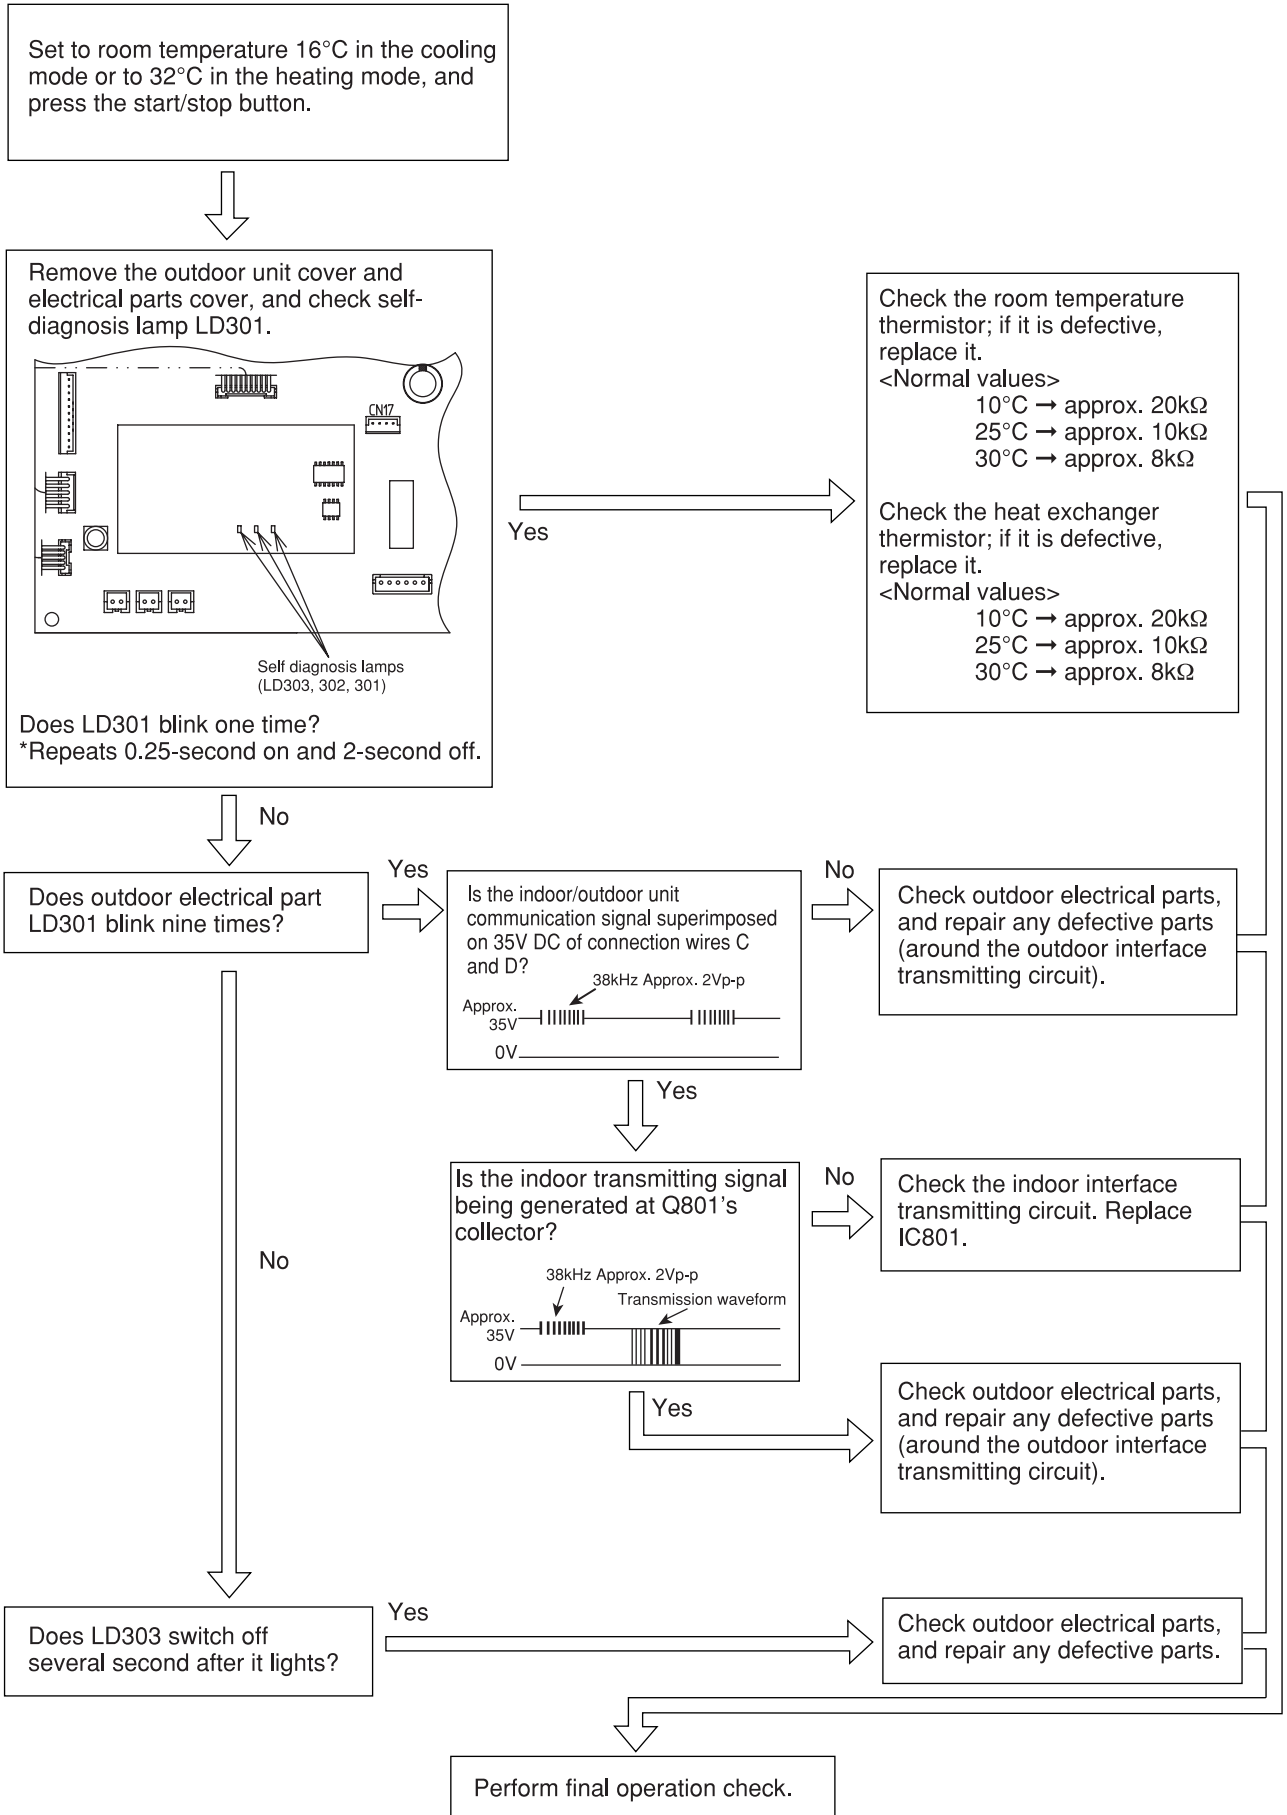 Set to room temperature 16°C in the cooling
mode or to 32°C in the heating mode, and
press the start/stop button.
Remove the outdoor unit cover and
electrical parts cover, and check self-
diagnosis lamp LD301.
CN17
Self diagnosis lamps
(LD303, 302, 301)
Does LD301 blink one time?
*Repeats 0.25-second on and 2-second off.
Yes
Check the room temperature
thermistor; if it is defective,
replace it.
<Normal values>
10°C → approx. 20kΩ
25°C → approx. 10kΩ
30°C → approx. 8kΩ
Check the heat exchanger
thermistor; if it is defective,
replace it.
<Normal values>
10°C → approx. 20kΩ
25°C → approx. 10kΩ
30°C → approx. 8kΩ
No
Does outdoor electrical part
LD301 blink nine times?
Yes
Is the indoor/outdoor unit
communication signal superimposed
on 35V DC of connection wires C
and D?
38kHz Approx. 2Vp-p
Approx.
35V
0V
No
Check outdoor electrical parts,
and repair any defective parts
(around the outdoor interface
transmitting circuit).
Yes
Is the indoor transmitting signal
being generated at Q801's
collector?
38kHz Approx. 2Vp-p
Transmission waveform
Approx.
35V
0V
No
Check the indoor interface
transmitting circuit. Replace
IC801.
No
Yes
Check outdoor electrical parts,
and repair any defective parts
(around the outdoor interface
transmitting circuit).
Does LD303 switch off
several second after it lights?
Yes
Check outdoor electrical parts,
and repair any defective parts.
Perform final operation check.